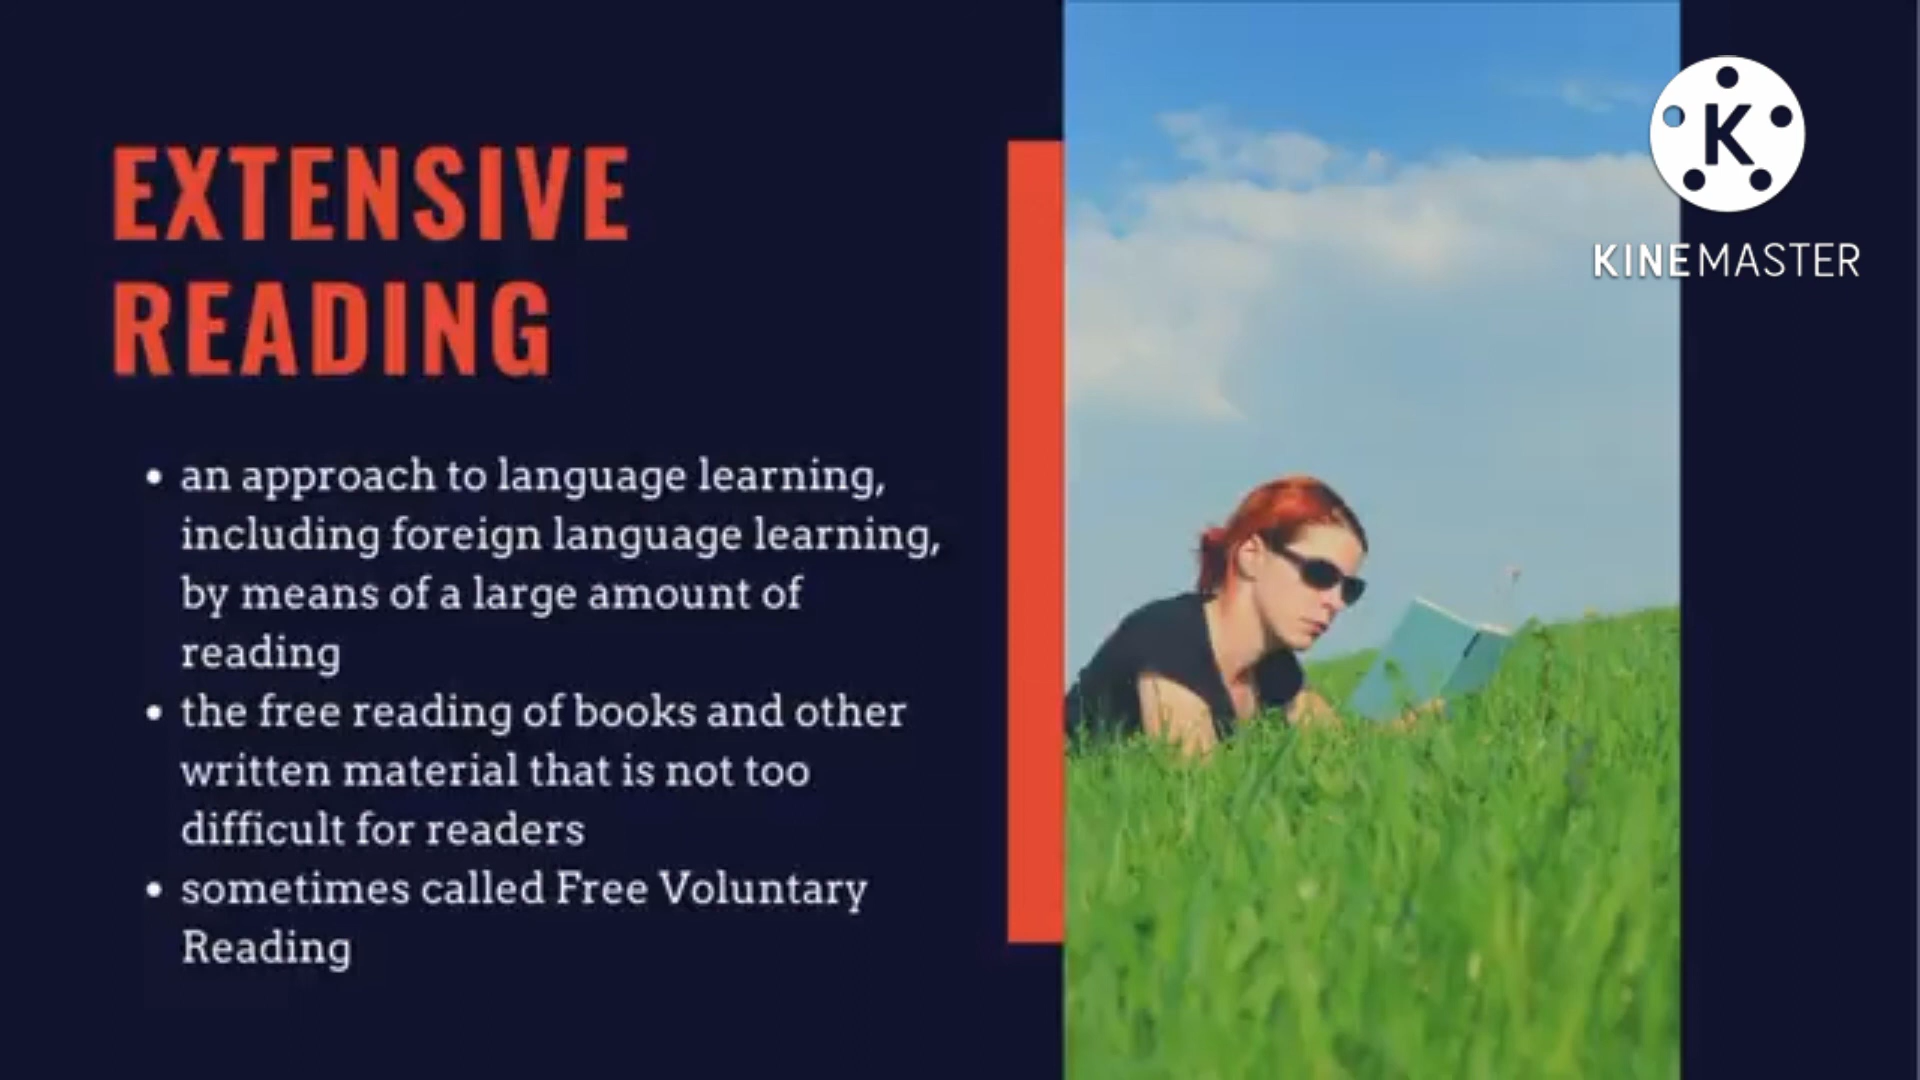 EXTENSIVE
READING
• an approach to language learning,
including foreign language learning,
by means of a large amount of
reading
• the free reading of books and other
written material that is not too
difficult for readers
• sometimes called Free Voluntary
Reading
K
KINEMASTER